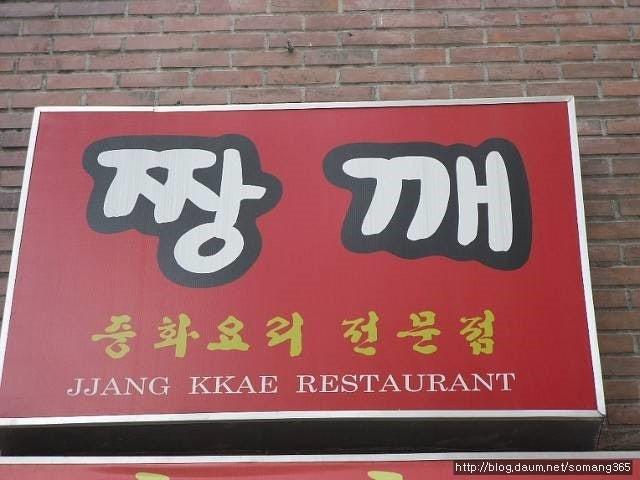 짱깨
중화요리 전문점
JJANG KKAE RESTAURANT
http://blog.daum.net/somang365